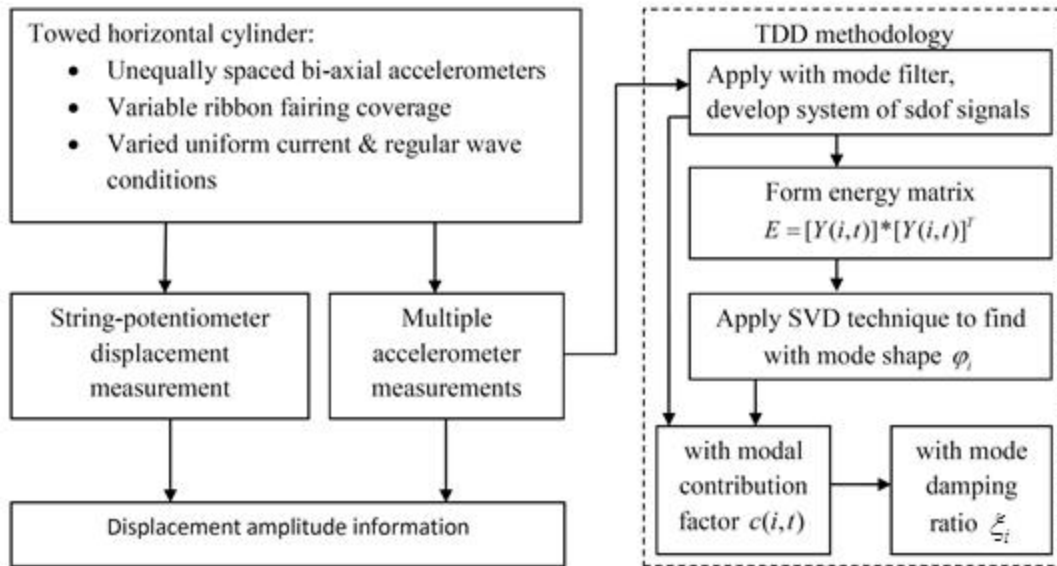 Towed horizontal cylinder:
• Unequally spaced bi-axial accelerometers
• Variable ribbon fairing coverage
• Varied uniform current & regular wave
conditions
String-potentiometer
displacement
measurement
Multiple
accelerometer
measurements
Displacement amplitude information
TDD methodology
Apply with mode filter,
develop system of sdof signals
Form energy matrix
E = [Y(i,t)]*[Y(i,t)]^T
Apply SVD technique to find
with mode shape φ_i
with modal
contribution
factor c(i,t)
with mode
damping
ratio ξ_i